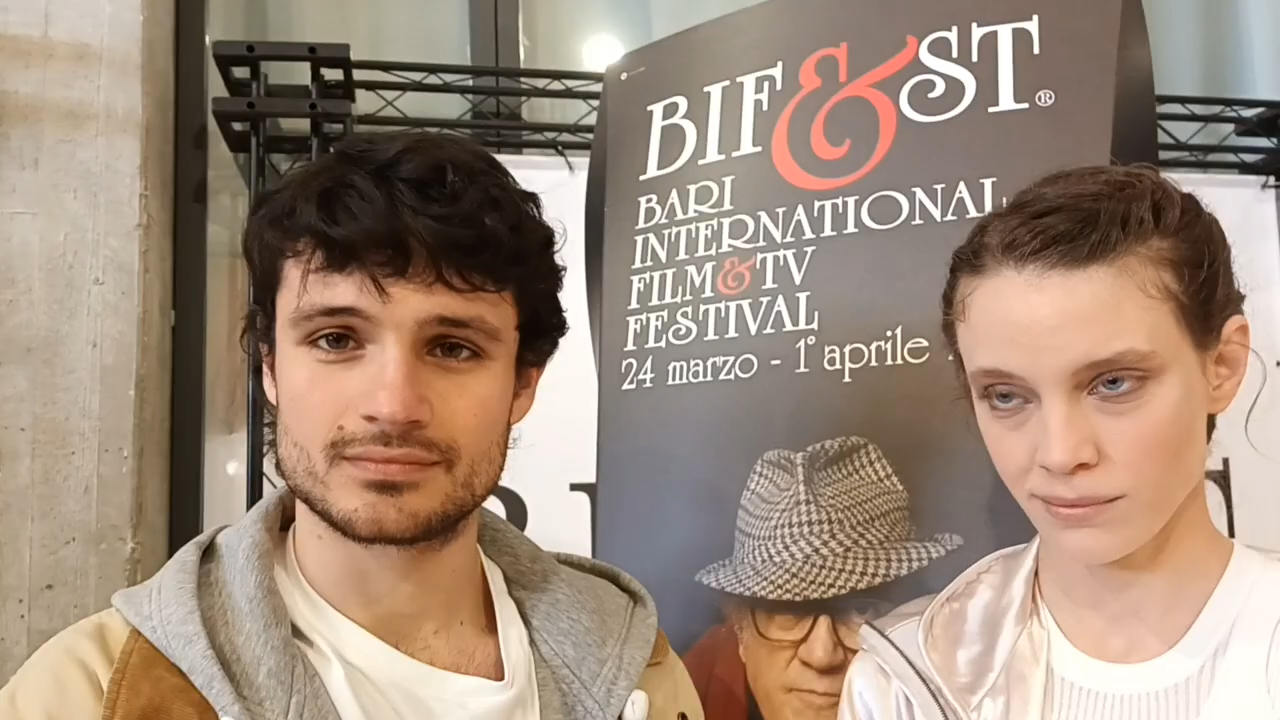 BIF&ST®
BARI
INTERNATIONAL
FILM&TV
FESTIVAL
24 marzo - 1° aprile